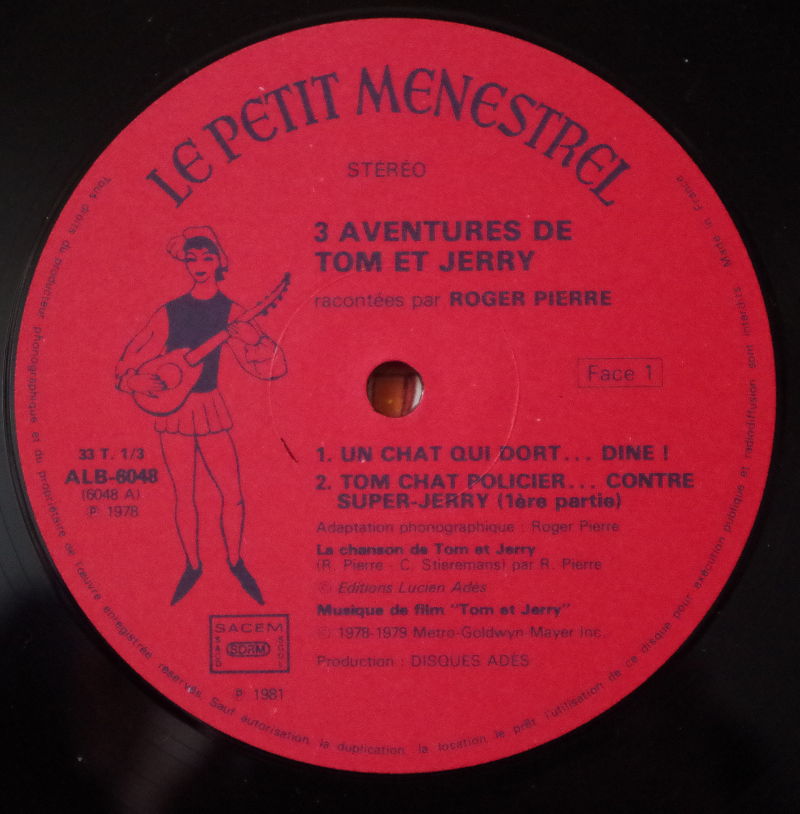 LE PETIT MENESTREL
STÉRÉO
3 AVENTURES DE
TOM ET JERRY
racontées par ROGER PIERRE
Face 1
33 T. 1/3
ALB-6048
(6048 A)
℗ 1978
1. UN CHAT QUI DORT... DINE !
2. TOM CHAT POLICIER... CONTRE
SUPER-JERRY (1ère partie)
Adaptation phonographique : Roger Pierre
La chanson de Tom et Jerry
(R. Pierre - C. Stieremans) par R. Pierre
© Editions Lucien Adès
Musique de film "Tom et Jerry"
© 1978-1979 Metro-Goldwyn Mayer Inc.
Production : DISQUES ADÈS
SACEM
SACD
SDRM
SGDL
℗ 1981
Tous droits du producteur phonographique et du propriétaire de l'œuvre enregistrée réservés. Sauf autorisation, la duplication, la location, le prêt, l'utilisation de ce disque pour exécution publique et radiodiffusion sont interdits. Made in France